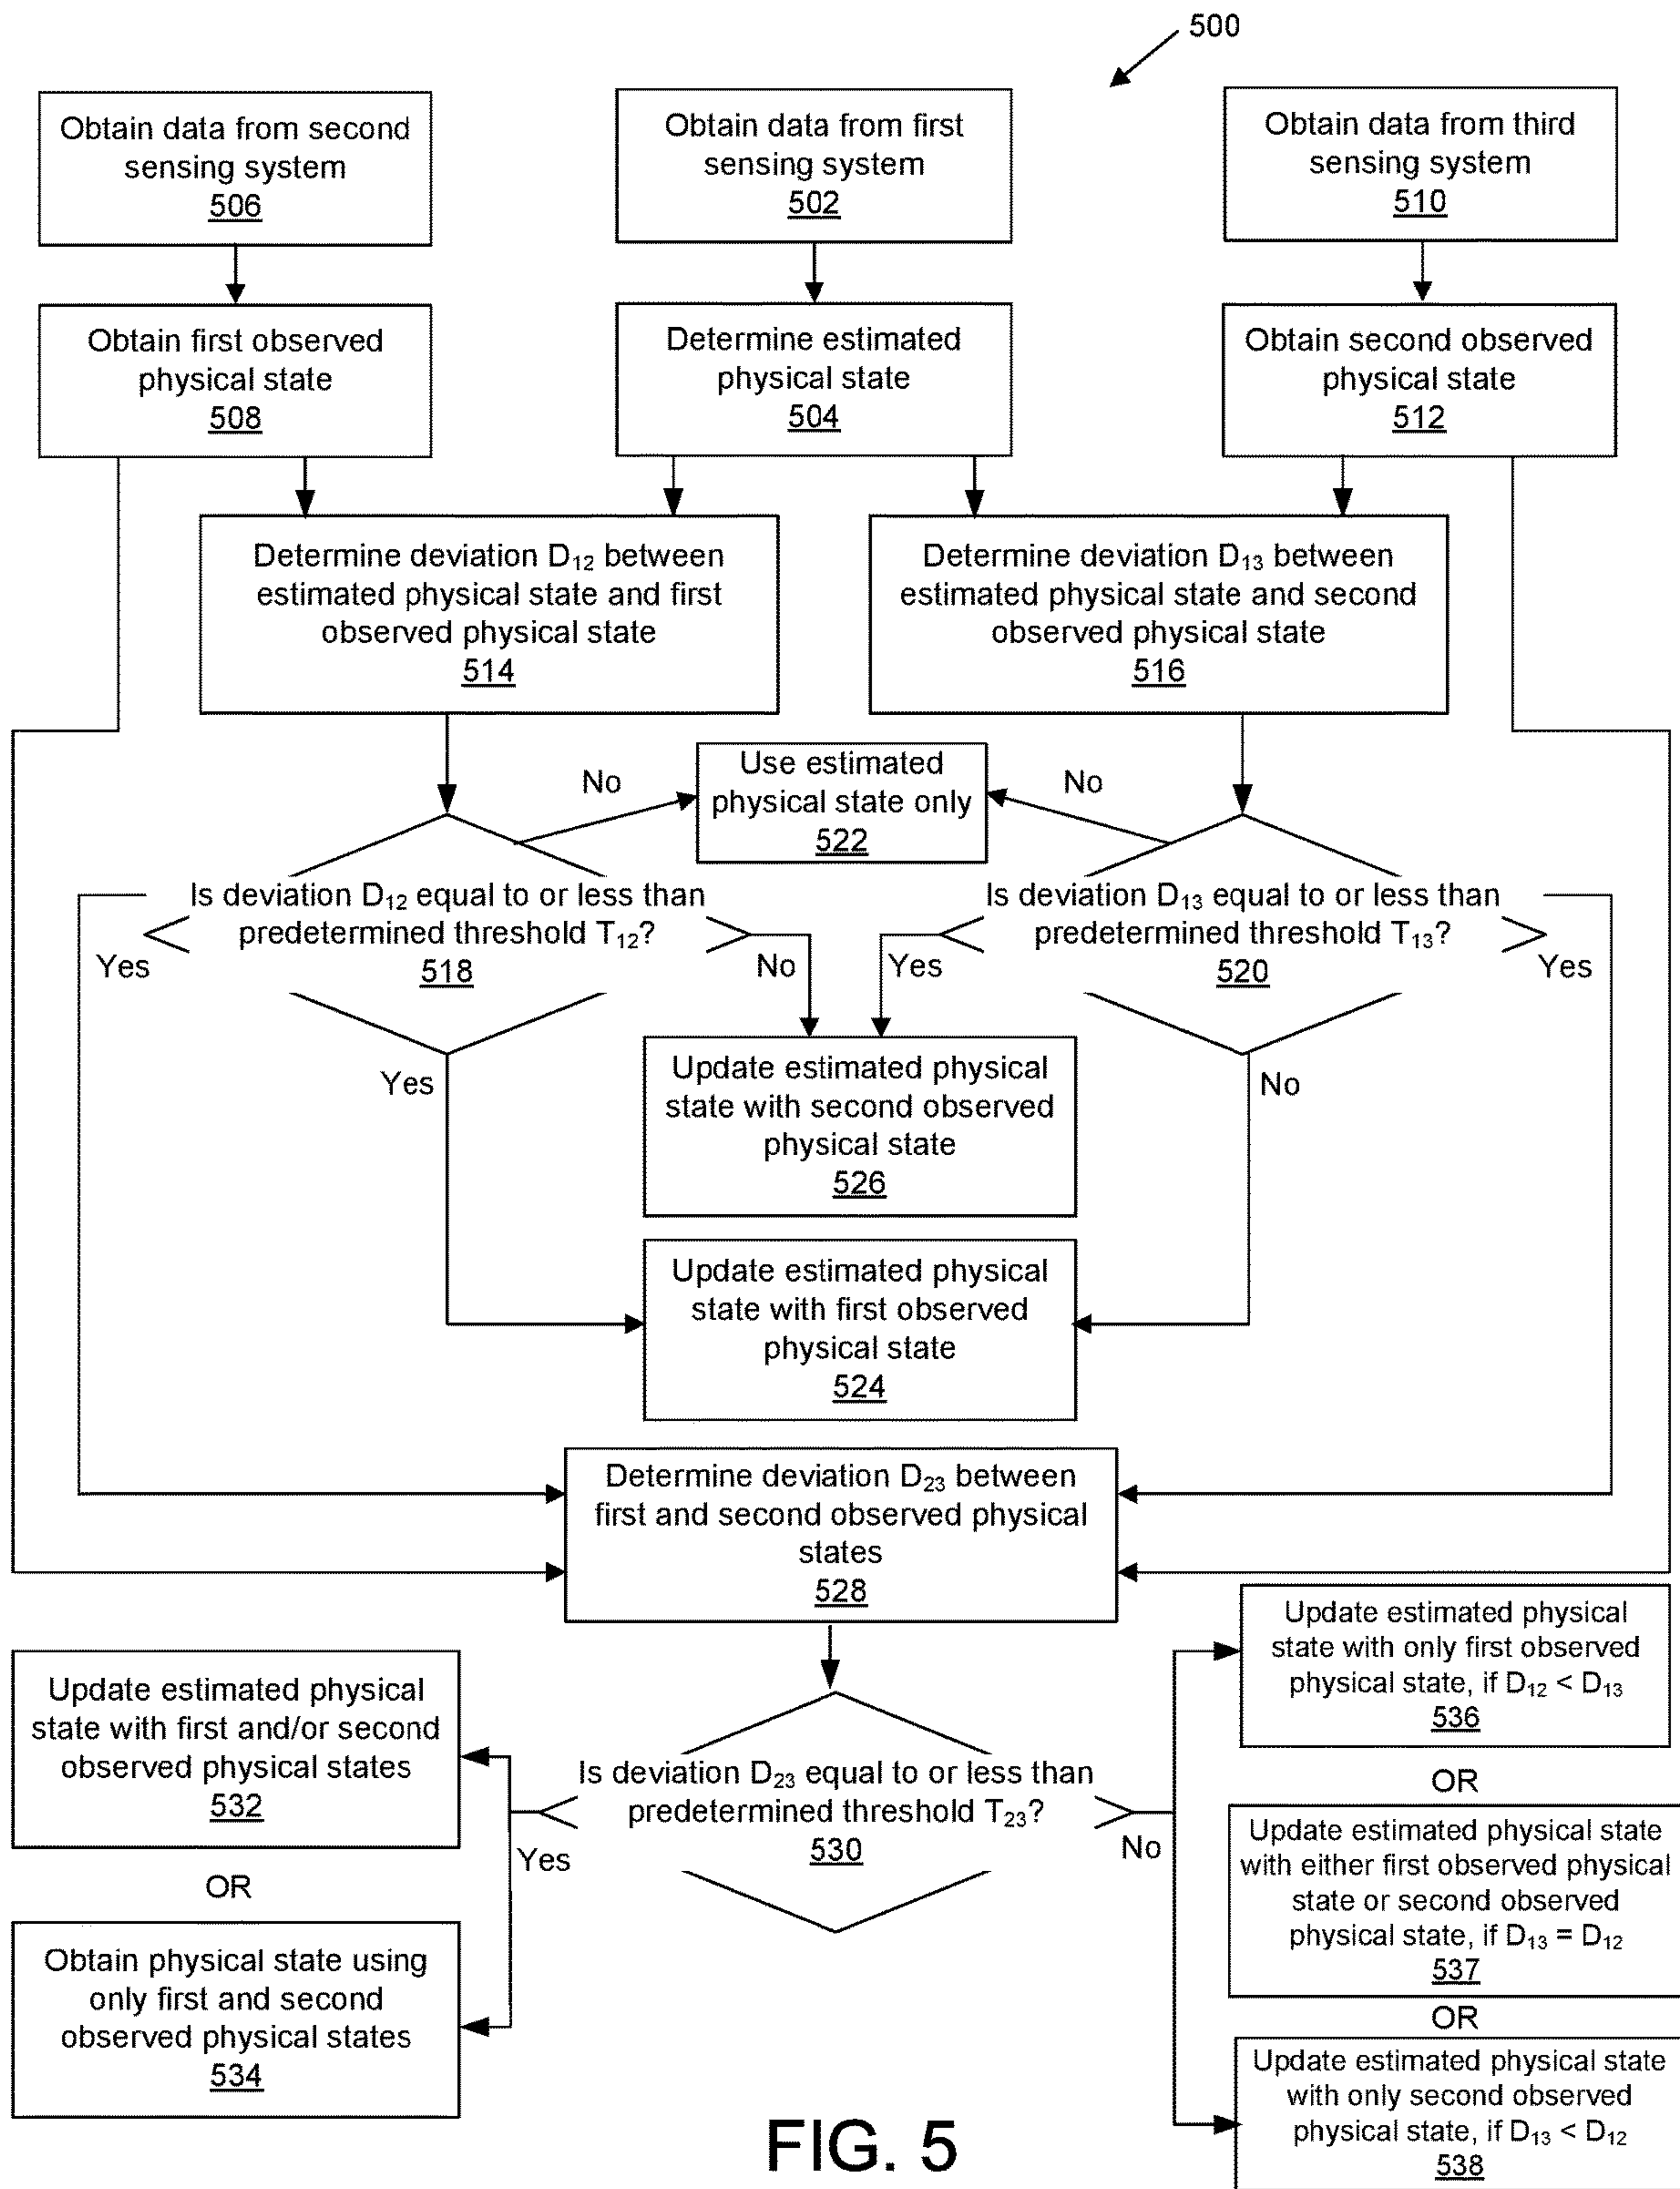 500
Obtain data from second
sensing system
506
Obtain data from first
sensing system
502
Obtain data from third
sensing system
510
Obtain first observed
physical state
508
Determine estimated
physical state
504
Obtain second observed
physical state
512
Determine deviation D₁₂ between
estimated physical state and first
observed physical state
514
Determine deviation D₁₃ between
estimated physical state and second
observed physical state
516
No
Use estimated
physical state only
522
No
Is deviation D₁₂ equal to or less than
predetermined threshold T₁₂?
518
Yes
No
Is deviation D₁₃ equal to or less than
predetermined threshold T₁₃?
520
Yes
Yes
Yes
Update estimated physical
state with second observed
physical state
526
No
Update estimated physical
state with first observed
physical state
524
Determine deviation D₂₃ between
first and second observed physical
states
528
Update estimated physical
state with first and/or second
observed physical states
532
OR
Obtain physical state using
only first and second
observed physical states
534
Is deviation D₂₃ equal to or less than
predetermined threshold T₂₃?
530
Yes
No
Update estimated physical
state with only first observed
physical state, if D₁₂ < D₁₃
536
OR
Update estimated physical state
with either first observed physical
state or second observed
physical state, if D₁₃ = D₁₂
537
OR
Update estimated physical state
with only second observed
physical state, if D₁₃ < D₁₂
538
FIG. 5